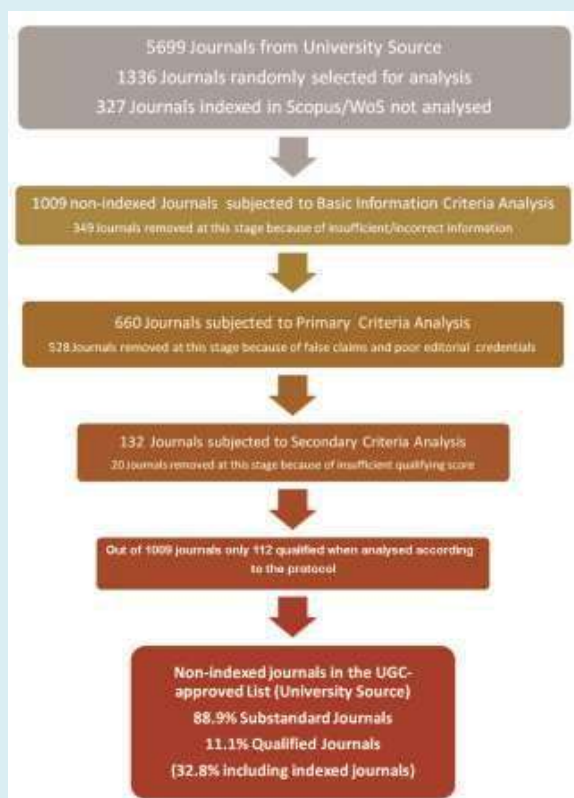 5699 Journals from University Source
1336 Journals randomly selected for analysis
327 Journals indexed in Scopus/WoS not analysed
1009 non-indexed Journals subjected to Basic Information Criteria Analysis
349 Journals removed at this stage because of insufficient/incorrect information
660 Journals subjected to Primary Criteria Analysis
528 Journals removed at this stage because of false claims and poor editorial credentials
132 Journals subjected to Secondary Criteria Analysis
20 Journals removed at this stage because of insufficient qualifying score
Out of 1009 journals only 112 qualified when analysed according
to the protocol
Non-indexed journals in the UGC-
approved List (University Source)
88.9% Substandard Journals
11.1% Qualified Journals
(32.8% including indexed journals)